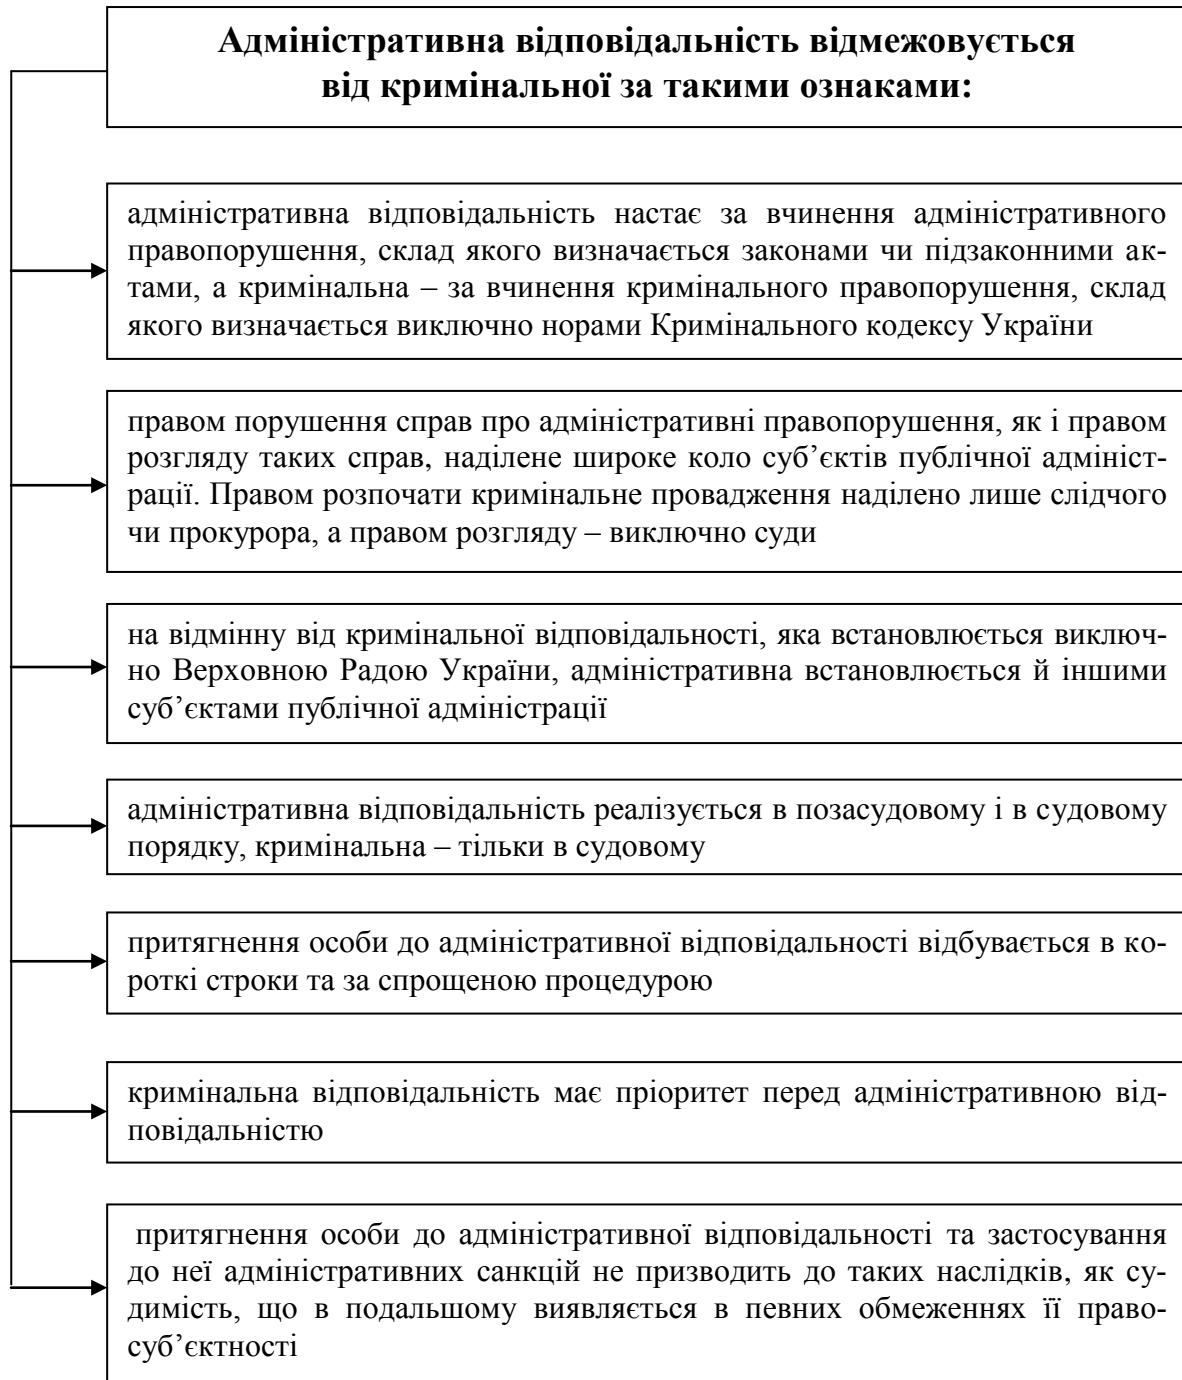 Адміністративна відповідальність відмежовується
від кримінальної за такими ознаками:
адміністративна відповідальність настає за вчинення адміністративного
правопорушення, склад якого визначається законами чи підзаконними ак-
тами, а кримінальна – за вчинення кримінального правопорушення, склад
якого визначається виключно норами Кримінального кодексу України
правом порушення справ про адміністративні правопорушення, як і правом
розгляду таких справ, наділене широке коло суб’єктів публічної адмініст-
рації. Правом розпочати кримінальне провадження наділено лише слідчого
чи прокурора, а правом розгляду – виключно суди
на відмінну від кримінальної відповідальності, яка встановлюється виключ-
но Верховною Радою України, адміністративна встановлюється й іншими
суб’єктами публічної адміністрації
адміністративна відповідальність реалізується в позасудовому і в судовому
порядку, кримінальна – тільки в судовому
притягнення особи до адміністративної відповідальності відбувається в ко-
роткі строки та за спрощеною процедурою
кримінальна відповідальність має пріоритет перед адміністративною від-
повідальністю
притягнення особи до адміністративної відповідальності та застосування
до неї адміністративних санкцій не призводить до таких наслідків, як су-
димість, що в подальшому виявляється в певних обмеженнях її право-
суб’єктності